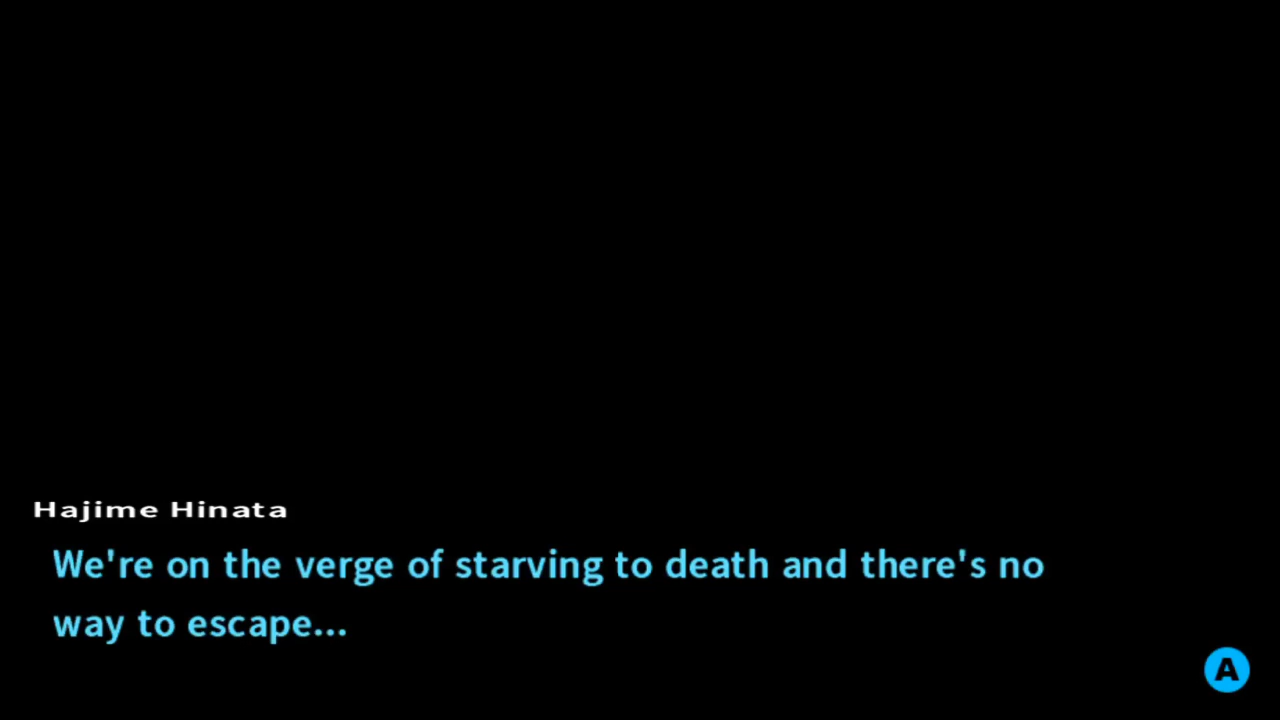 Hajime Hinata
We're on the verge of starving to death and there's no
way to escape...
A